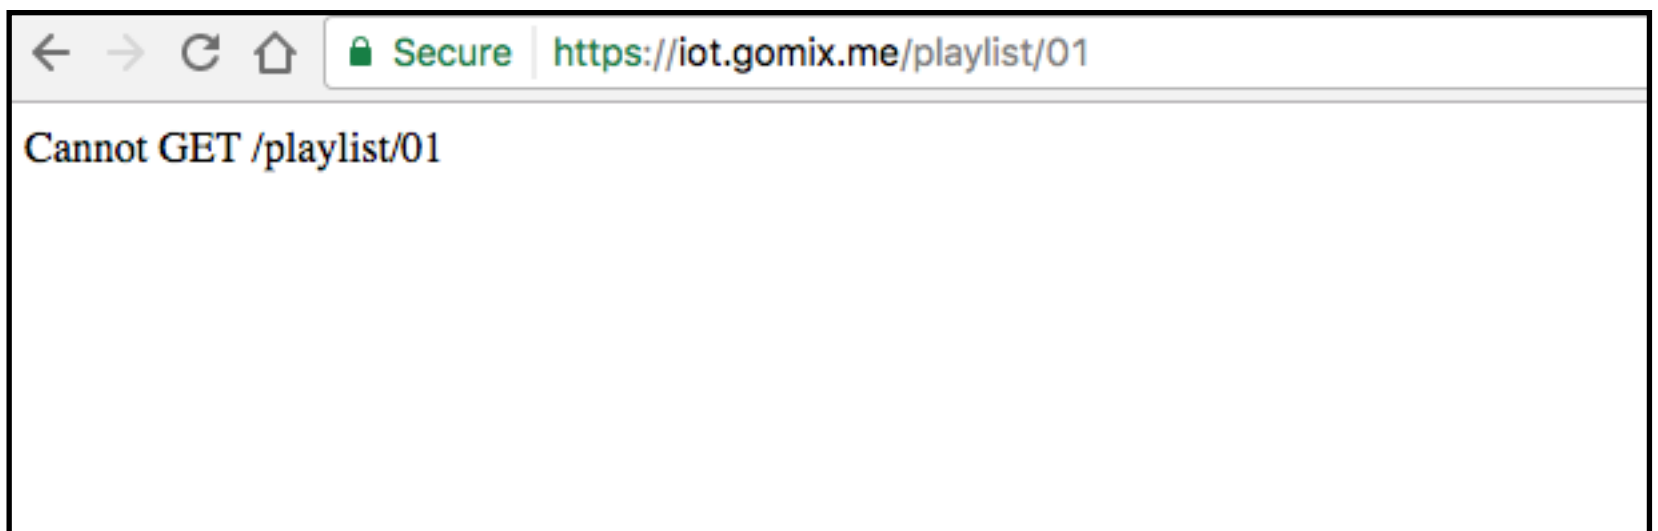 Secure https://iot.gomix.me/playlist/01
Cannot GET /playlist/01